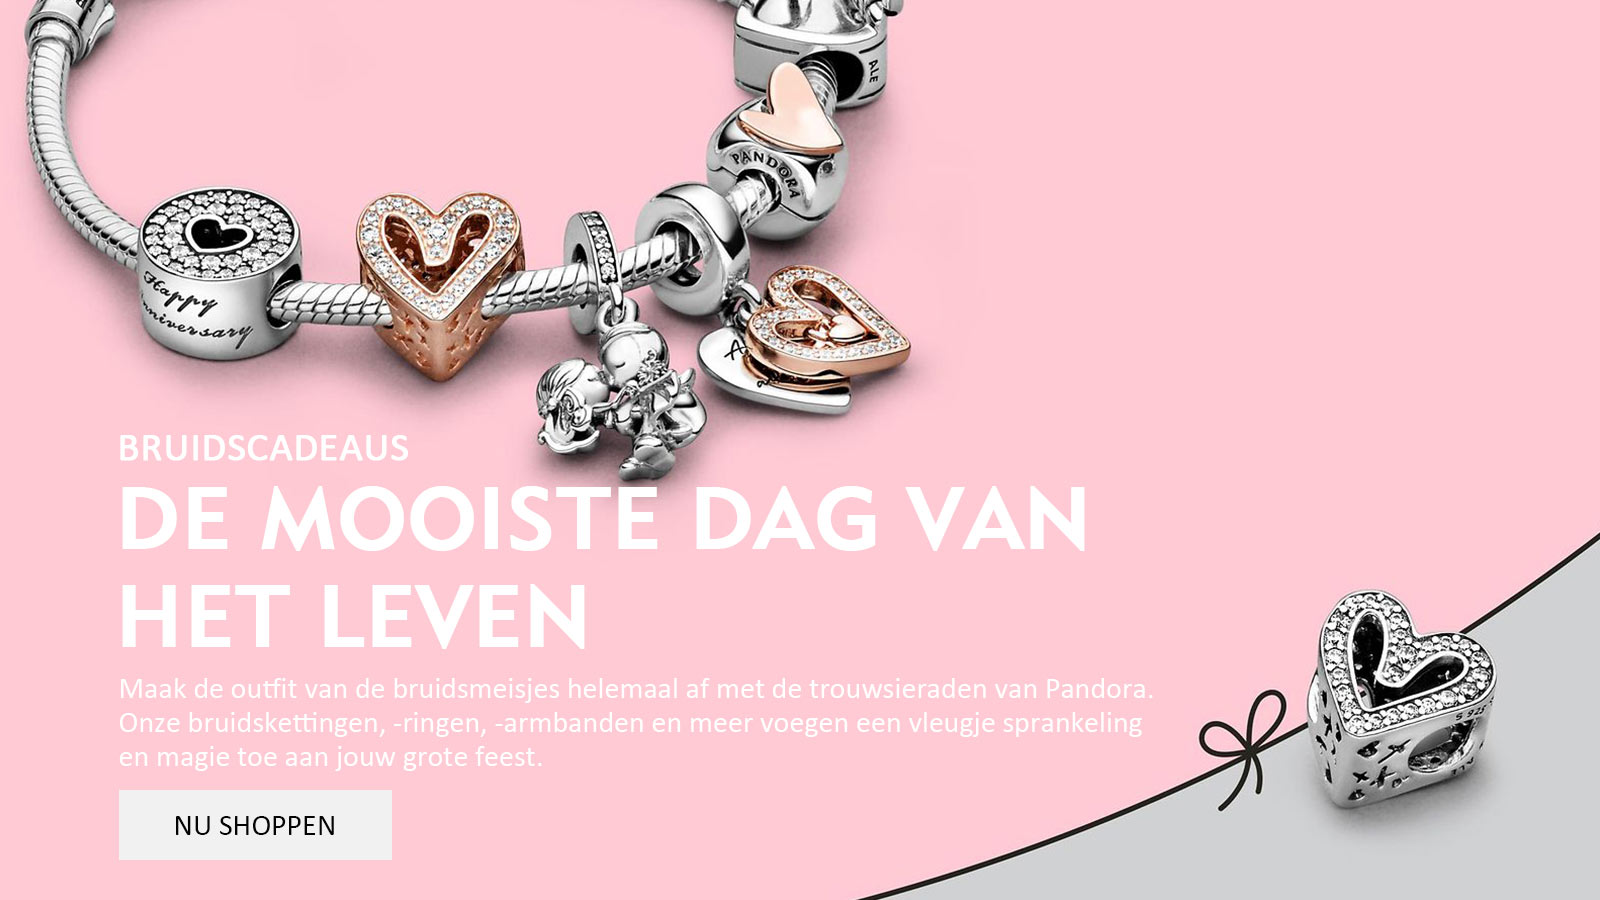 ALE
PANDORA
Happy
Anniversary
BRUIDSCADEAUS
DE MOOISTE DAG VAN
HET LEVEN
Maak de outfit van de bruidsmeisjes helemaal af met de trouwsieraden van Pandora.
Onze bruidskettingen, -ringen, -armbanden en meer voegen een vleugje sprankeling
en magie toe aan jouw grote feest.
NU SHOPPEN